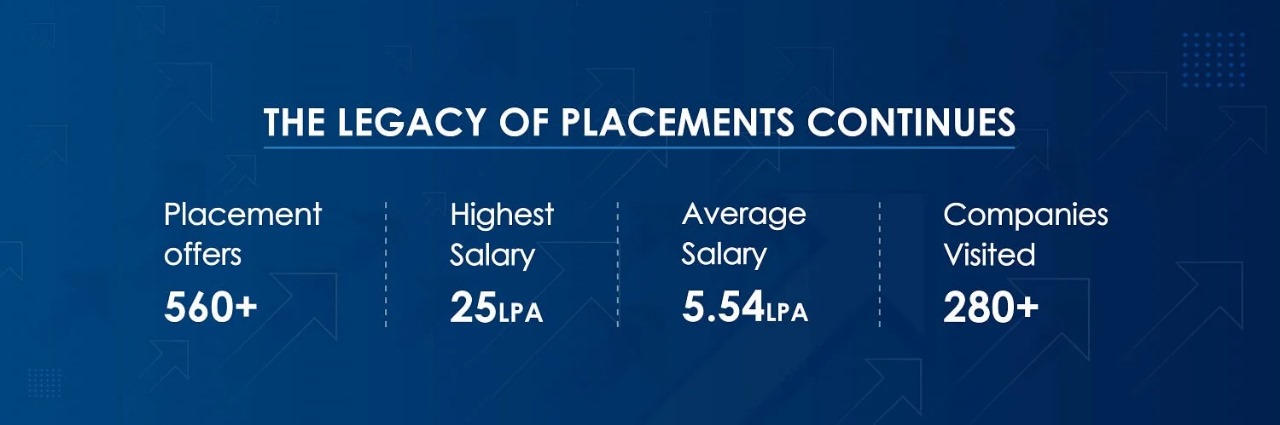 THE LEGACY OF PLACEMENTS CONTINUES
Placement
offers
560+
Highest
Salary
25LPA
Average
Salary
5.54LPA
Companies
Visited
280+